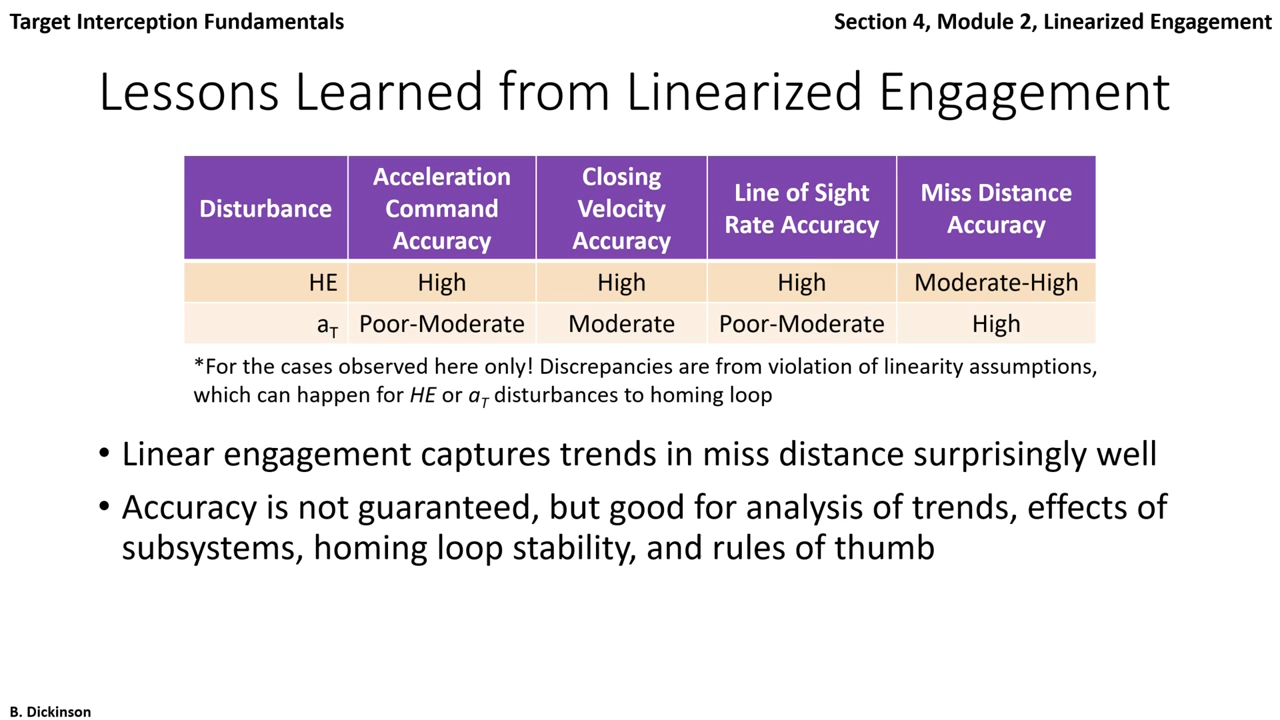 Target Interception Fundamentals
Section 4, Module 2, Linearized Engagement
Lessons Learned from Linearized Engagement
Disturbance
Acceleration
Command
Accuracy
Closing
Velocity
Accuracy
Line of Sight
Rate Accuracy
Miss Distance
Accuracy
HE High High High Moderate-High
aT Poor-Moderate Moderate Poor-Moderate High
*For the cases observed here only! Discrepancies are from violation of linearity assumptions,
which can happen for HE or aT disturbances to homing loop
• Linear engagement captures trends in miss distance surprisingly well
• Accuracy is not guaranteed, but good for analysis of trends, effects of
subsystems, homing loop stability, and rules of thumb
B. Dickinson